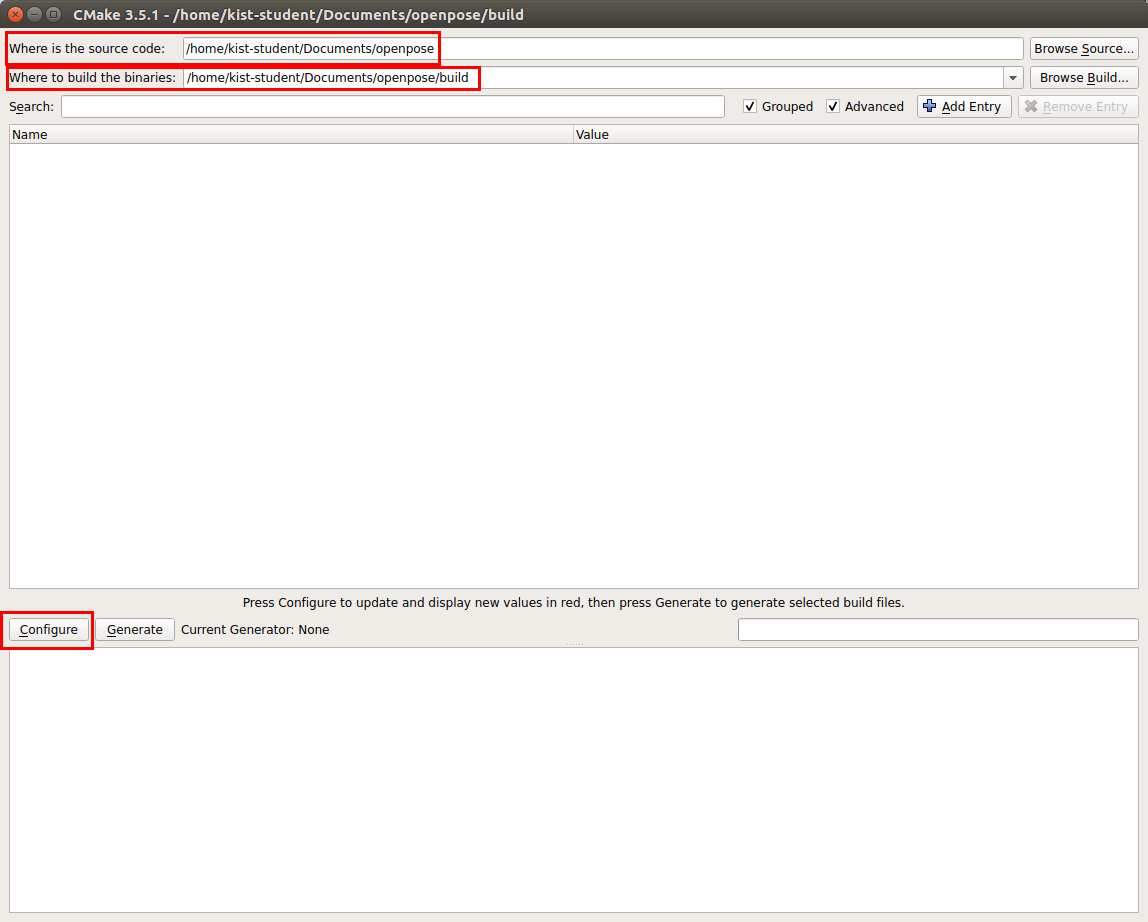 CMake 3.5.1 - /home/kist-student/Documents/openpose/build
Where is the source code: /home/kist-student/Documents/openpose Browse Source...
Where to build the binaries: /home/kist-student/Documents/openpose/build Browse Build...
Search: Grouped Advanced Add Entry Remove Entry
Name Value
Press Configure to update and display new values in red, then press Generate to generate selected build files.
Configure Generate Current Generator: None